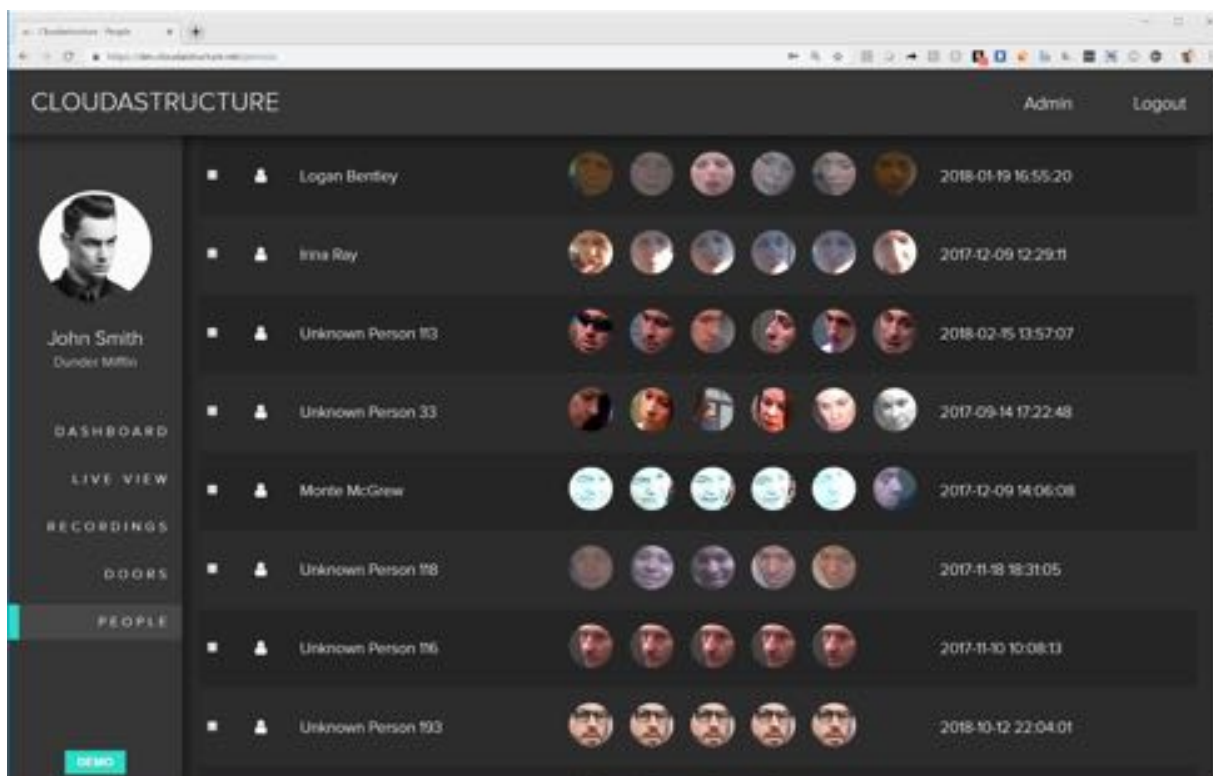 CLOUDASTRUCTURE Admin Logout
John Smith
Dunder Mifflin
DASHBOARD
LIVE VIEW
RECORDINGS
DOORS
PEOPLE
DEMO
Logan Bentley 2018-01-19 16:55:20
Irina Ray 2017-12-09 12:29:11
Unknown Person 113 2018-02-15 13:57:07
Unknown Person 33 2017-09-14 17:22:48
Monte McGrew 2017-12-09 14:06:08
Unknown Person 118 2017-11-18 18:31:05
Unknown Person 116 2017-11-10 10:08:13
Unknown Person 193 2018-10-12 22:04:01